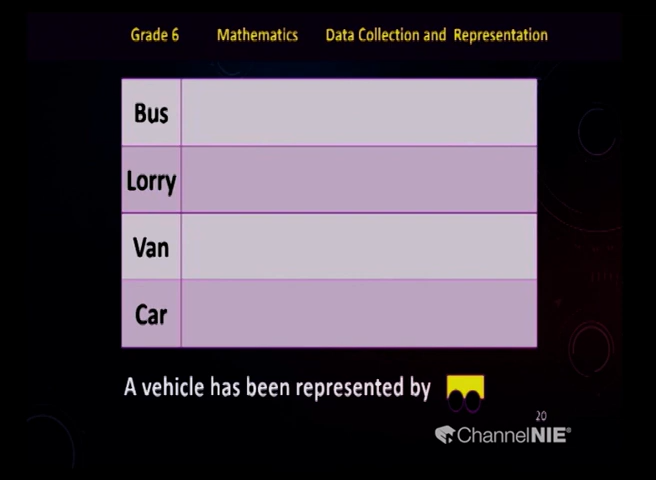 Grade 6 Mathematics Data Collection and Representation
Bus
Lorry
Van
Car
A vehicle has been represented by
20
ChannelNIE